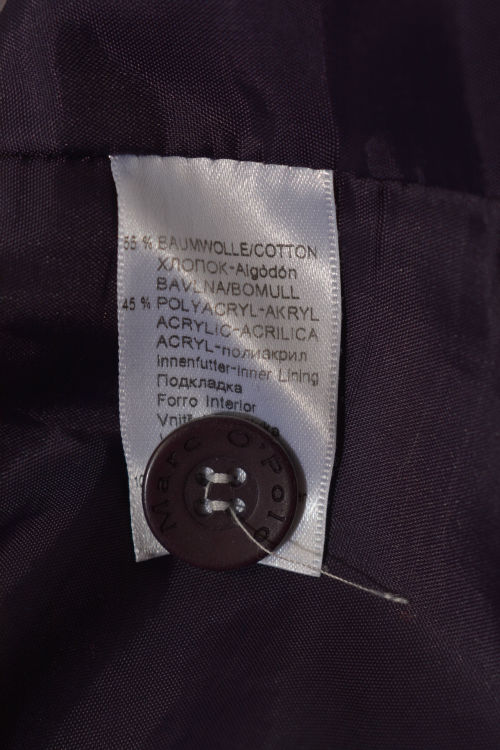 55 % BAUMWOLLE/COTTON
ХЛОПОК-Algòdón
BAVLNA/BOMULL
45 % POLYACRYL-AKRYL
ACRYLIC-ACRILICA
ACRYL-полиакрил
Innenfutter-Inner Lining
Подкладка
Forro Interior
Marc O'Polo